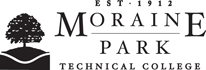 EST · 1912
MORAINE
PARK
TECHNICAL COLLEGE